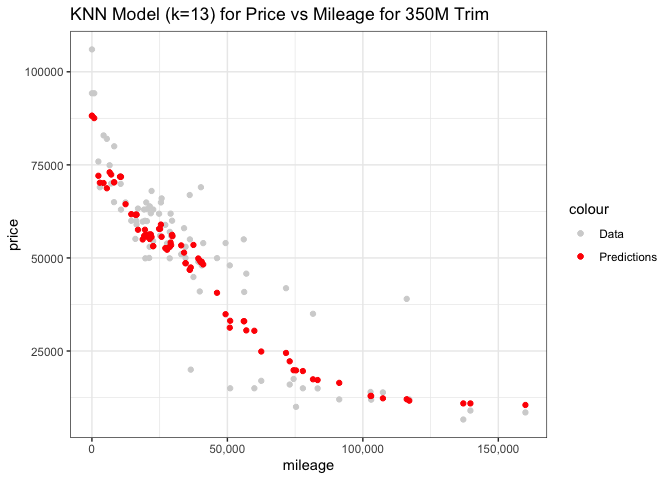 KNN Model (k=13) for Price vs Mileage for 350M Trim
100000
75000
50000
25000
price
0
50,000
100,000
150,000
mileage
colour
Data
Predictions